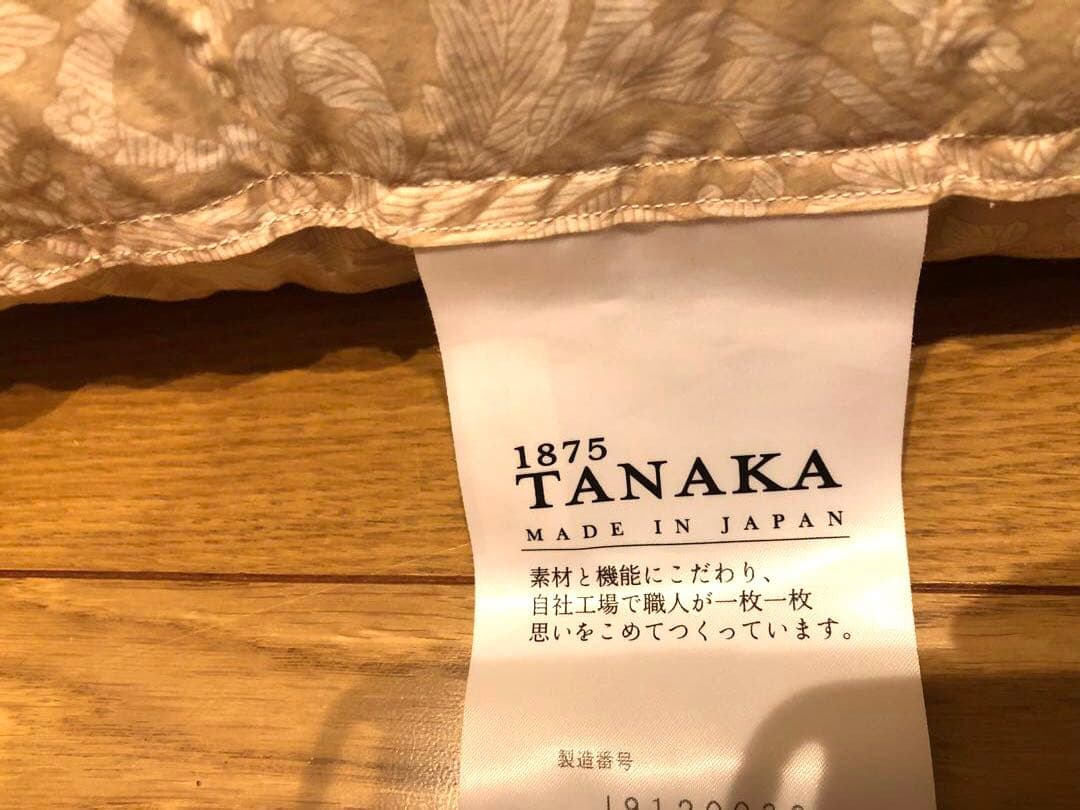 1875
TANAKA
MADE IN JAPAN
素材と機能にこだわり、
自社工場で職人が一枚一枚
思いをこめてつくっています。
製造番号